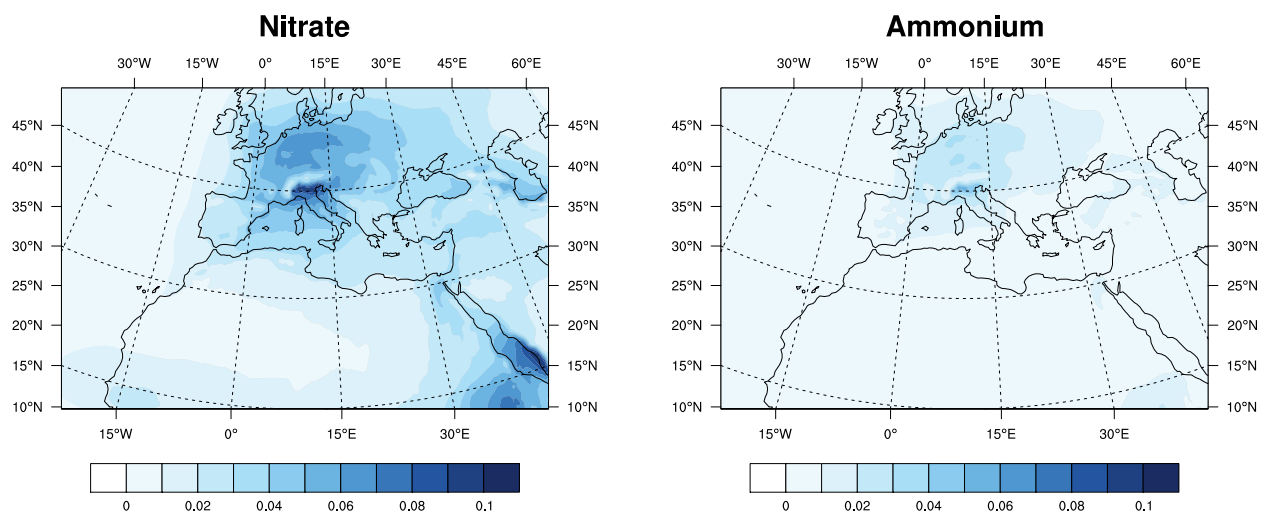 Nitrate
Ammonium
30°W 15°W 0° 15°E 30°E 45°E 60°E
30°W 15°W 0° 15°E 30°E 45°E 60°E
45°N 45°N 45°N 45°N
40°N 40°N 40°N 40°N
35°N 35°N 35°N 35°N
30°N 30°N 30°N 30°N
25°N 25°N 25°N 25°N
20°N 20°N 20°N 20°N
15°N 15°N 15°N 15°N
10°N 10°N 10°N 10°N
15°W 0° 15°E 30°E
15°W 0° 15°E 30°E
0 0.02 0.04 0.06 0.08 0.1
0 0.02 0.04 0.06 0.08 0.1